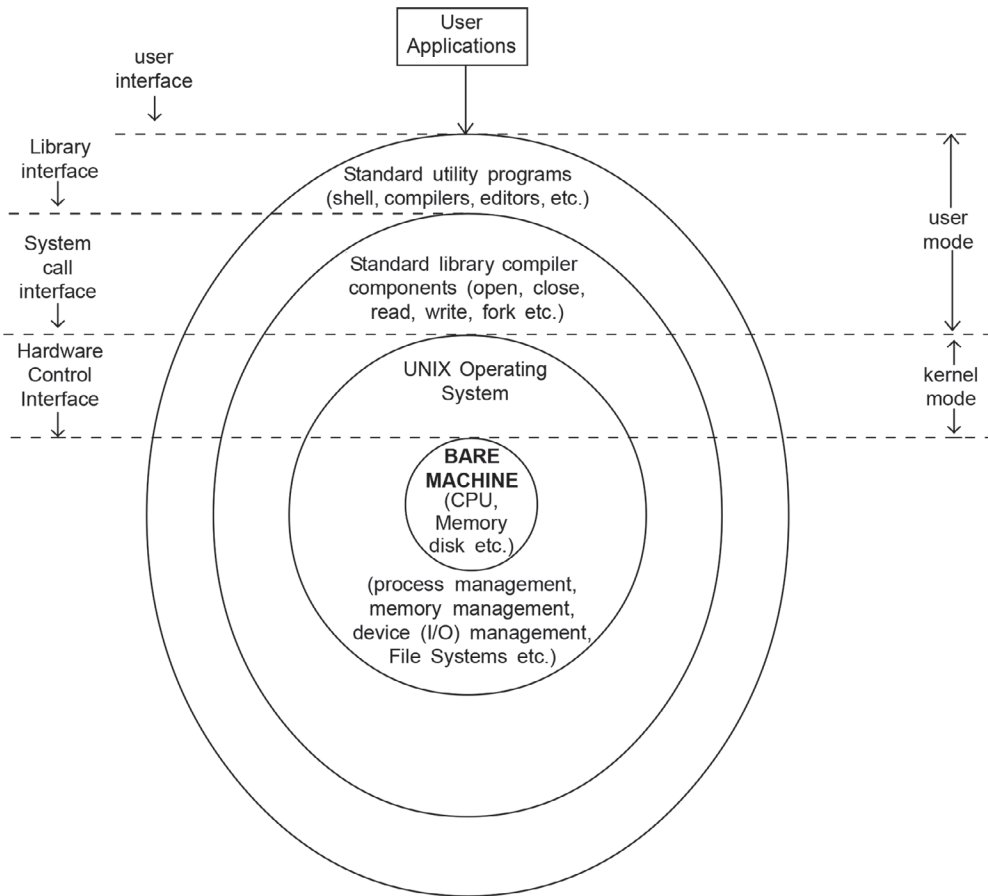 User
Applications
user
interface
Library
interface
Standard utility programs
(shell, compilers, editors, etc.)
user
mode
System
call
interface
Standard library compiler
components (open, close,
read, write, fork etc.)
Hardware
Control
Interface
UNIX Operating
System
kernel
mode
BARE
MACHINE
(CPU,
Memory
disk etc.)
(process management,
memory management,
device (I/O) management,
File Systems etc.)